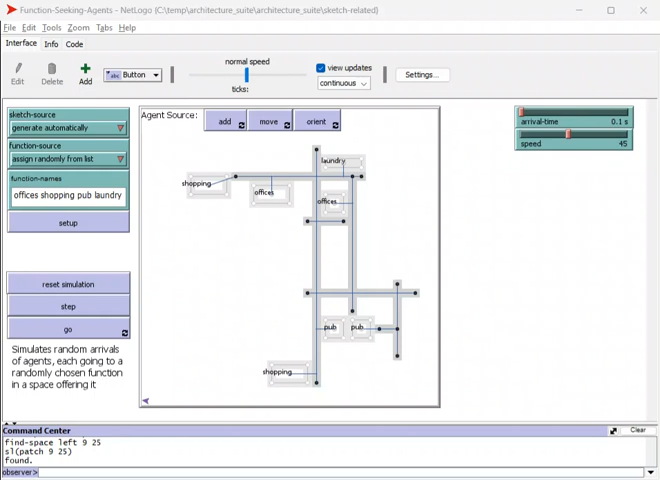 Function-Seeking-Agents - NetLogo {C:\temp\architecture_suite\architecture_suite\sketch-related}
File Edit Tools Zoom Tabs Help
Interface Info Code
normal speed
view updates
Edit Delete Add
abc Button
continuous
Settings...
ticks:
sketch-source
generate automatically
function-source
assign randomly from list
function-names
offices shopping pub laundry
setup
reset simulation
step
go
Simulates random arrivals
of agents, each going to a
randomly chosen function
in a space offering it
Agent Source:
add
move
orient
laundry
shopping
offices
offices
pub
pub
shopping
arrival-time 0.1 s
speed 45
Command Center
Clear
find-space left 9 25
sl(patch 9 25)
found.
observer>